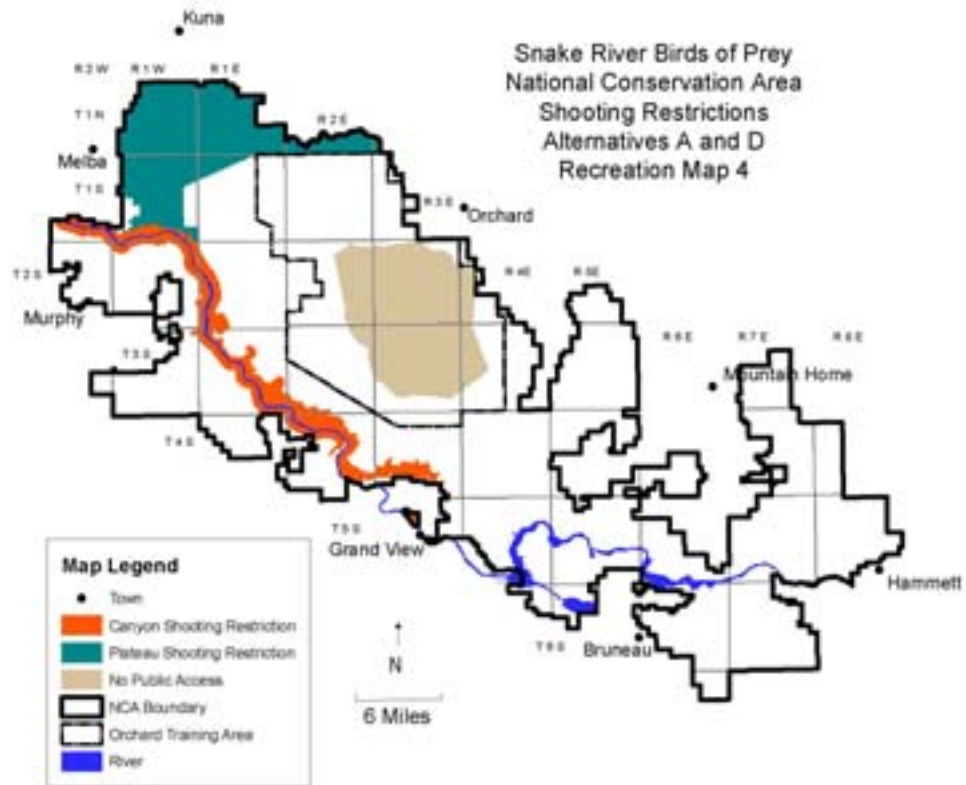 Kuna
Snake River Birds of Prey
National Conservation Area
Shooting Restrictions
Alternatives A and D
Recreation Map 4
R2W R1W R1E
T1N
R2E
Melba
T1S
R3E
Orchard
T2S
R4E R5E
Murphy
R6E R7E R8E
T3S
Mountain Home
T4S
T5S
Grand View
Hammett
Bruneau
N
6 Miles
Map Legend
Town
Canyon Shooting Restriction
Plateau Shooting Restriction
No Public Access
NCA Boundary
Orchard Training Area
River